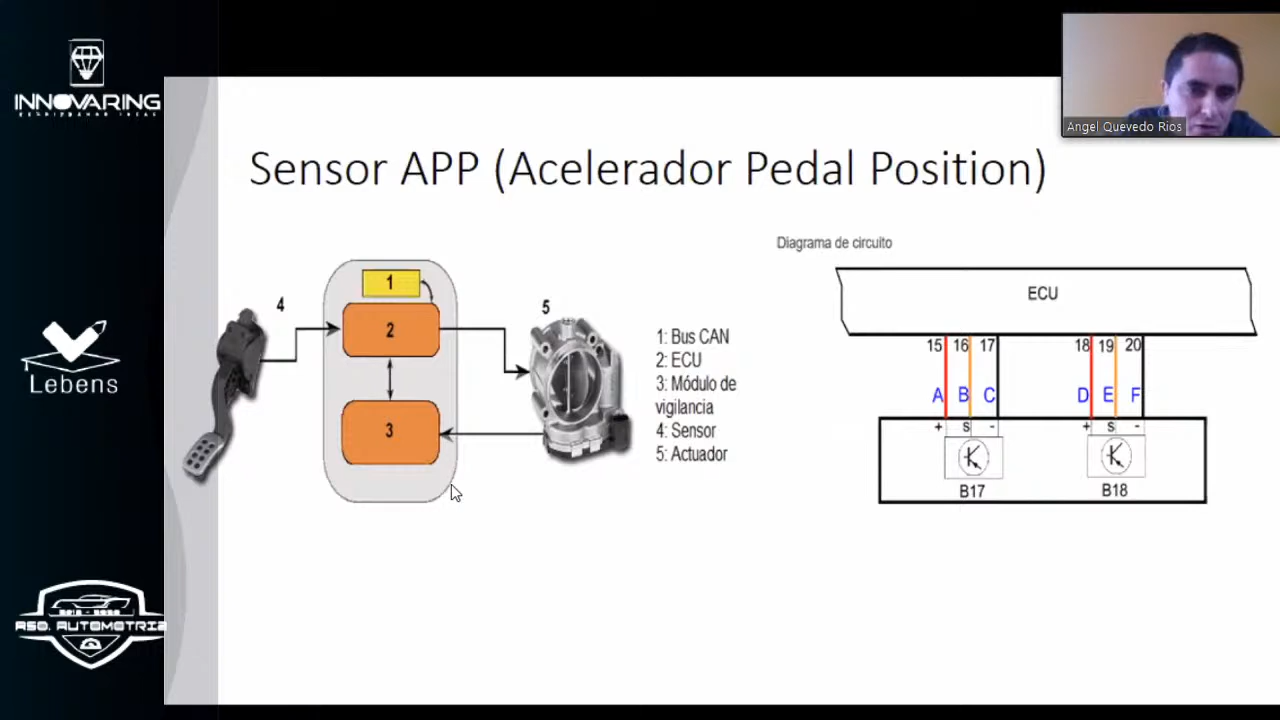 INNOVARING
Angel Quevedo Rios
Sensor APP (Acelerador Pedal Position)
Diagrama de circuito
4
1
2
3
5
1: Bus CAN
2: ECU
3: Módulo de
vigilancia
4: Sensor
5: Actuador
ECU
15 16 17 18 19 20
A B C D E F
+ s - + s -
B17 B18
Lebens
ASO. AUTOMOTRIZ